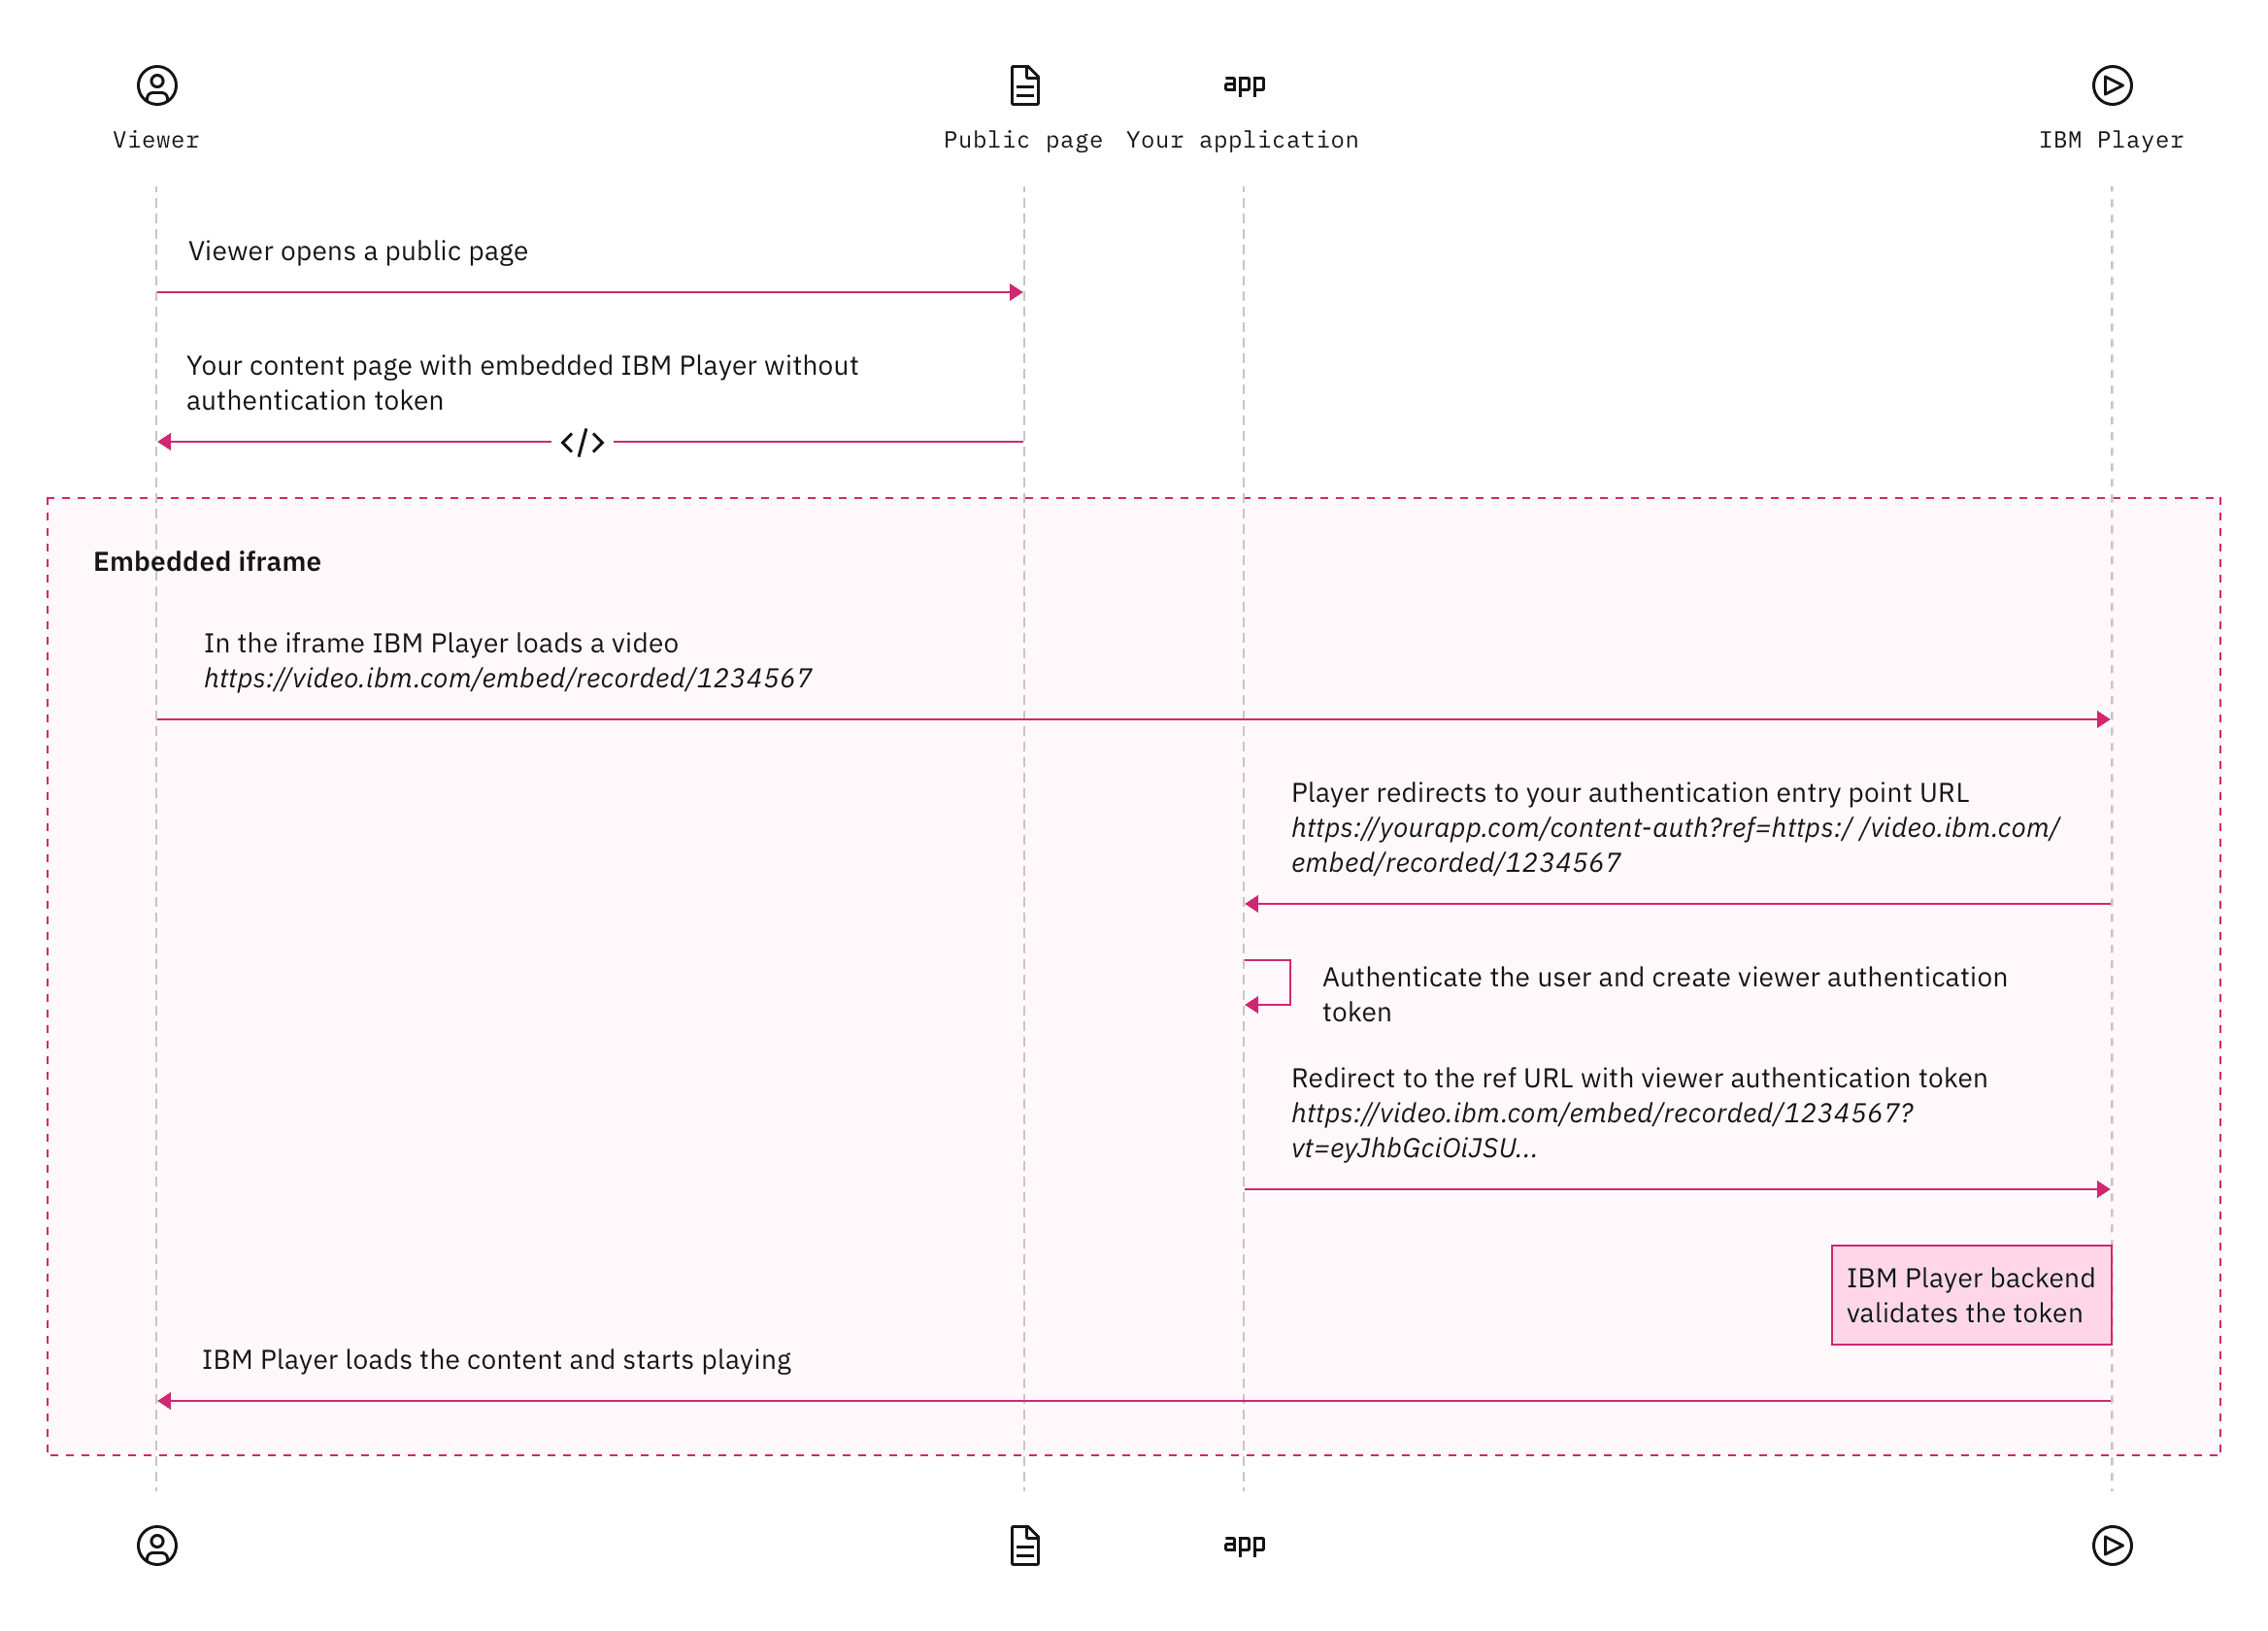 app
Viewer
Public page
Your application
IBM Player
Viewer opens a public page
Your content page with embedded IBM Player without
authentication token
</>
Embedded iframe
In the iframe IBM Player loads a video
https://video.ibm.com/embed/recorded/1234567
Player redirects to your authentication entry point URL
https://yourapp.com/content-auth?ref=https:/ /video.ibm.com/
embed/recorded/1234567
Authenticate the user and create viewer authentication
token
Redirect to the ref URL with viewer authentication token
https://video.ibm.com/embed/recorded/1234567?
vt=eyJhbGciOiJSU...
IBM Player backend
validates the token
IBM Player loads the content and starts playing
app